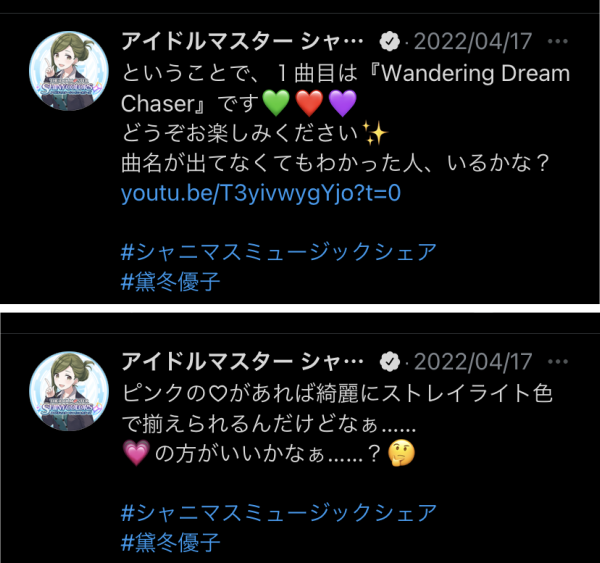 アイドルマスター シャ… · 2022/04/17 …
ということで、１曲目は『Wandering Dream
Chaser』です💚❤️💜
どうぞお楽しみください✨
曲名が出てなくてもわかった人、いるかな？
youtu.be/T3yivwygYjo?t=0
#シャニマスミュージックシェア
#黛冬優子
アイドルマスター シャ… · 2022/04/17 …
ピンクの♡があれば綺麗にストレイライト色
で揃えられるんだけどなぁ……
💗の方がいいかなぁ……？🤔
#シャニマスミュージックシェア
#黛冬優子